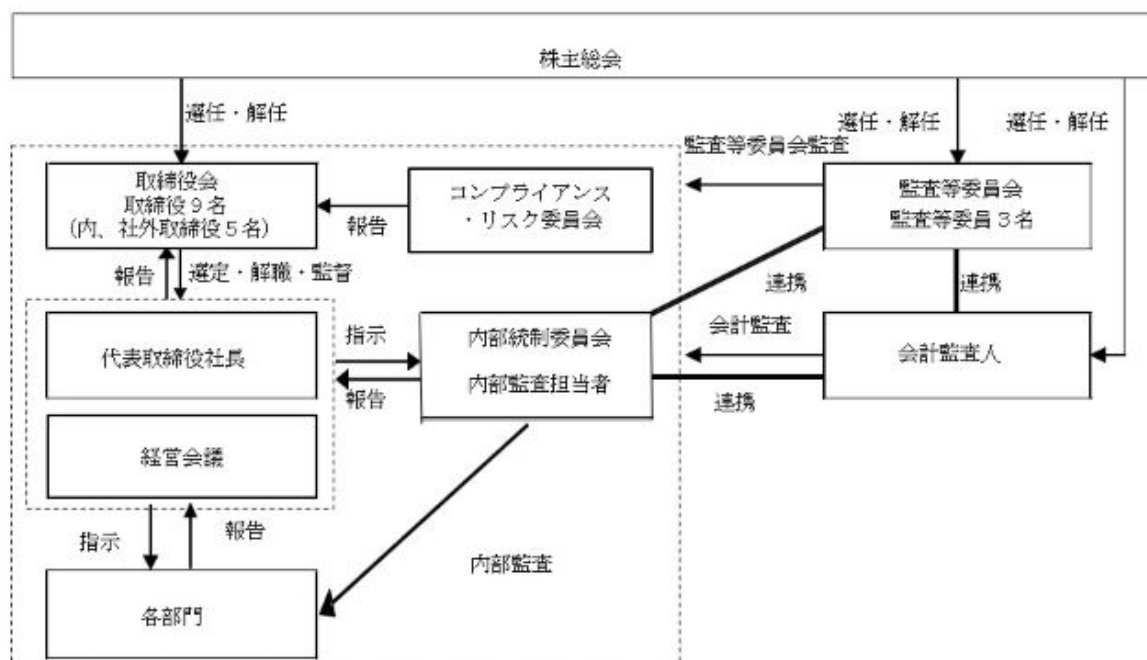 株主総会
選任・解任
選任・解任
選任・解任
監査等委員会監査
取締役会
取締役9名
(内、社外取締役5名)
報告
コンプライアンス
・リスク委員会
監査等委員会
監査等委員3名
報告
選定・解職・監督
連携
連携
代表取締役社長
指示
報告
内部統制委員会
内部監査担当者
会計監査
連携
会計監査人
経営会議
指示
報告
内部監査
各部門